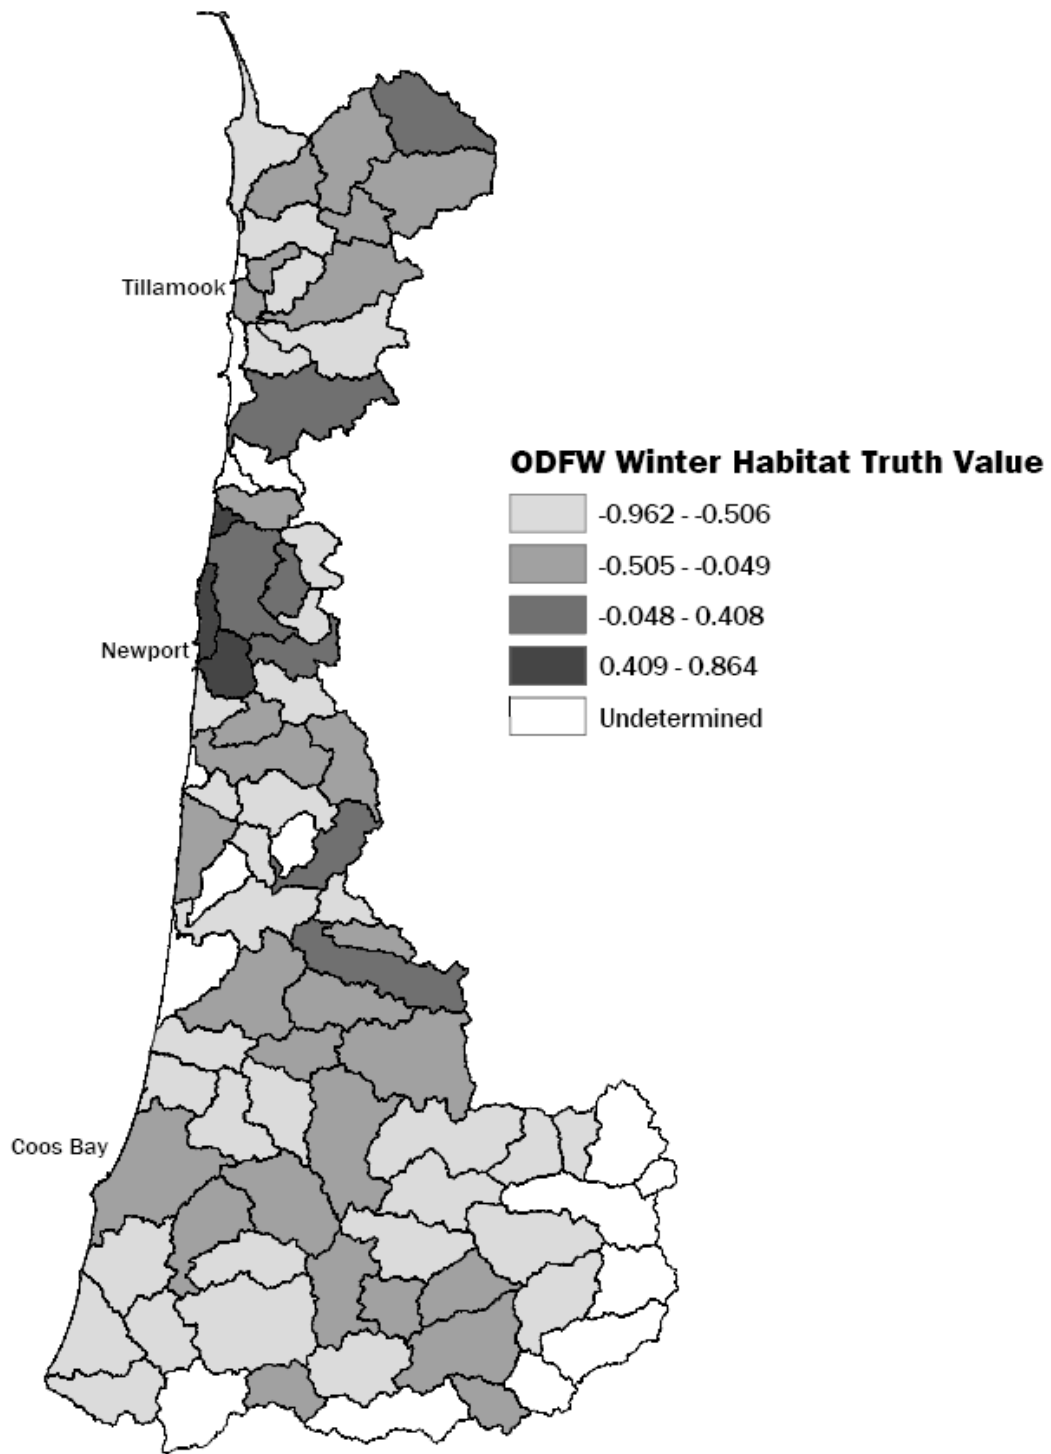 Tillamook
ODFW Winter Habitat Truth Value
-0.962 - -0.506
-0.505 - -0.049
-0.048 - 0.408
Newport
0.409 - 0.864
Undetermined
Coos Bay